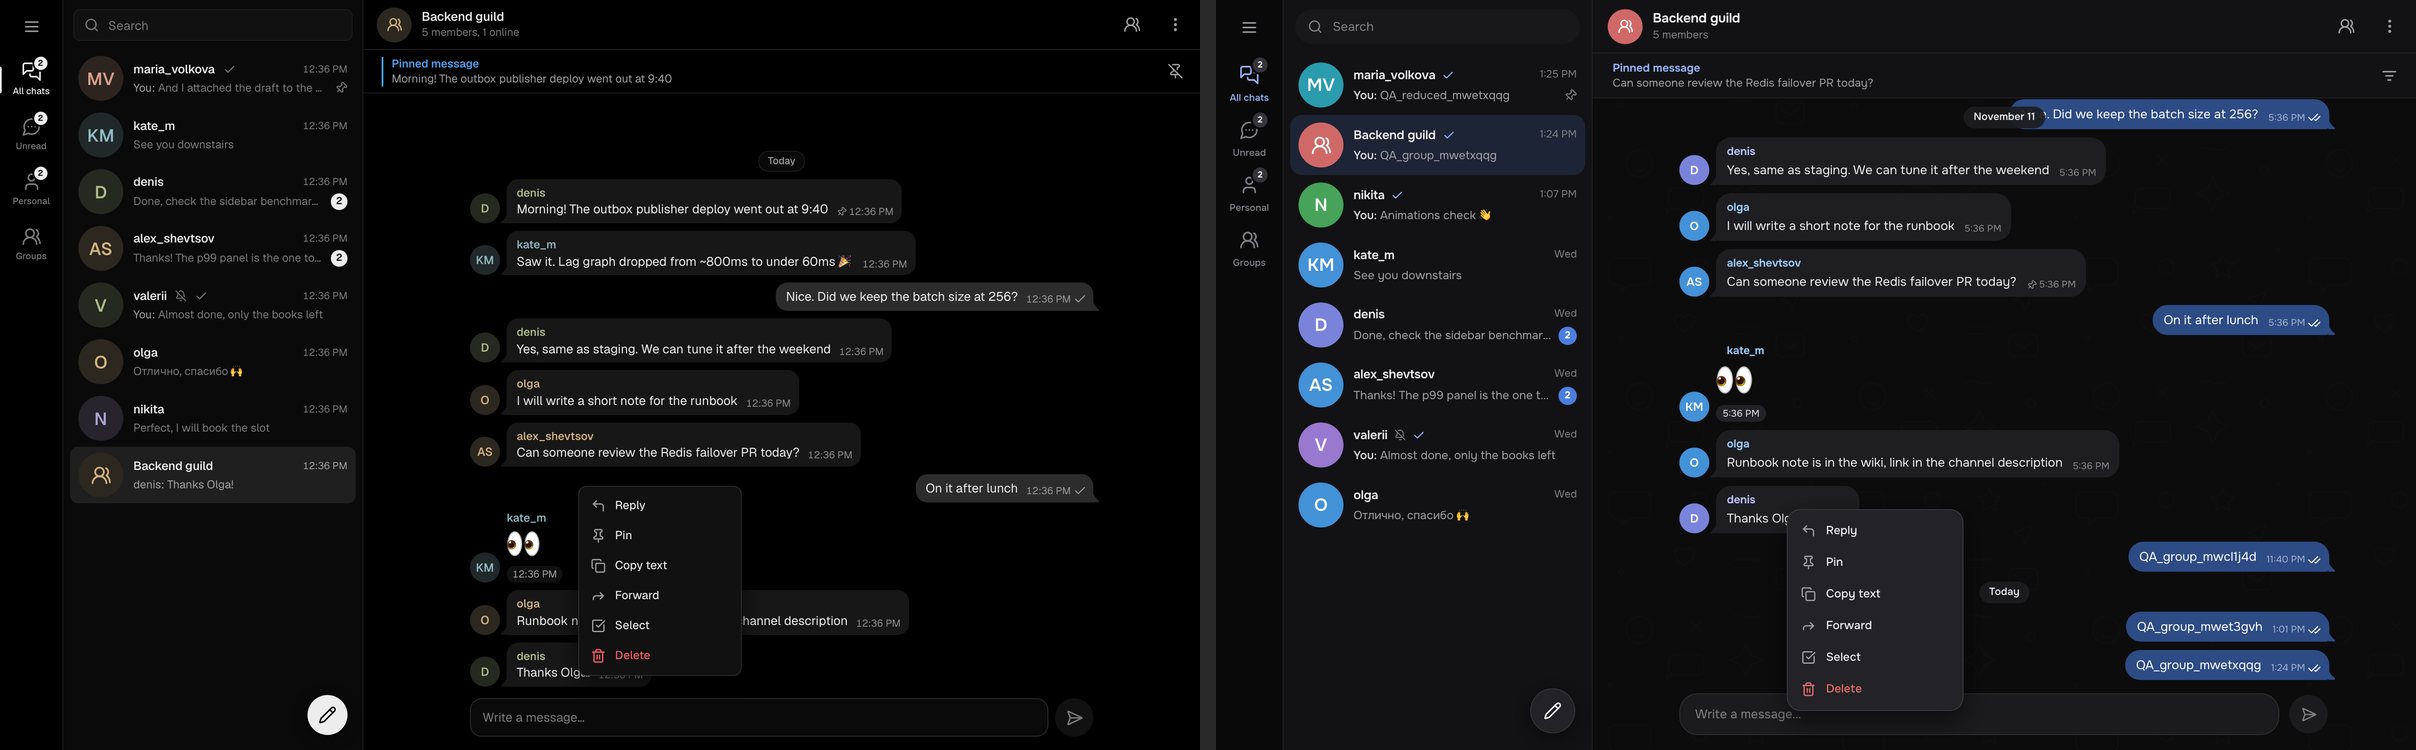 Search
2
All chats
2
Unread
2
Personal
Groups
MV
maria_volkova
12:36 PM
You: And I attached the draft to the ...
KM
kate_m
12:36 PM
See you downstairs
D
denis
12:36 PM
Done, check the sidebar benchmar...
2
AS
alex_shevtsov
12:36 PM
Thanks! The p99 panel is the one to...
2
V
valerii
12:36 PM
You: Almost done, only the books left
O
olga
12:36 PM
Отлично, спасибо 🙌
N
nikita
12:36 PM
Perfect, I will book the slot
Backend guild
12:36 PM
denis: Thanks Olga!
Backend guild
5 members, 1 online
Pinned message
Morning! The outbox publisher deploy went out at 9:40
Today
denis
D
Morning! The outbox publisher deploy went out at 9:40 12:36 PM
kate_m
KM
Saw it. Lag graph dropped from ~800ms to under 60ms 🎉 12:36 PM
Nice. Did we keep the batch size at 256? 12:36 PM
denis
D
Yes, same as staging. We can tune it after the weekend 12:36 PM
olga
O
I will write a short note for the runbook 12:36 PM
alex_shevtsov
AS
Can someone review the Redis failover PR today? 12:36 PM
On it after lunch 12:36 PM
kate_m
👀
KM
12:36 PM
olga
O
Runbook n
hannel description 12:36 PM
denis
D
Thanks Olga
12:36 PM
Reply
Pin
Copy text
Forward
Select
Delete
Write a message...
Search
2
All chats
2
Unread
2
Personal
Groups
MV
maria_volkova
1:25 PM
You: QA_reduced_mwetxqqg
Backend guild
1:24 PM
You: QA_group_mwetxqqg
N
nikita
1:07 PM
You: Animations check 👋
KM
kate_m
Wed
See you downstairs
D
denis
Wed
Done, check the sidebar benchmar...
2
AS
alex_shevtsov
Wed
Thanks! The p99 panel is the one t...
2
V
valerii
Wed
You: Almost done, only the books left
O
olga
Wed
Отлично, спасибо 🙌
Backend guild
5 members
Pinned message
Can someone review the Redis failover PR today?
November 11
. Did we keep the batch size at 256? 5:36 PM
denis
D
Yes, same as staging. We can tune it after the weekend 5:36 PM
olga
O
I will write a short note for the runbook 5:36 PM
alex_shevtsov
AS
Can someone review the Redis failover PR today? 5:36 PM
On it after lunch 5:36 PM
kate_m
👀
KM
5:36 PM
olga
O
Runbook note is in the wiki, link in the channel description 5:36 PM
denis
D
Thanks Olg
QA_group_mwcl1j4d 11:40 PM
Today
QA_group_mwet3gvh 1:01 PM
QA_group_mwetxqqg 1:24 PM
Reply
Pin
Copy text
Forward
Select
Delete
Write a message...